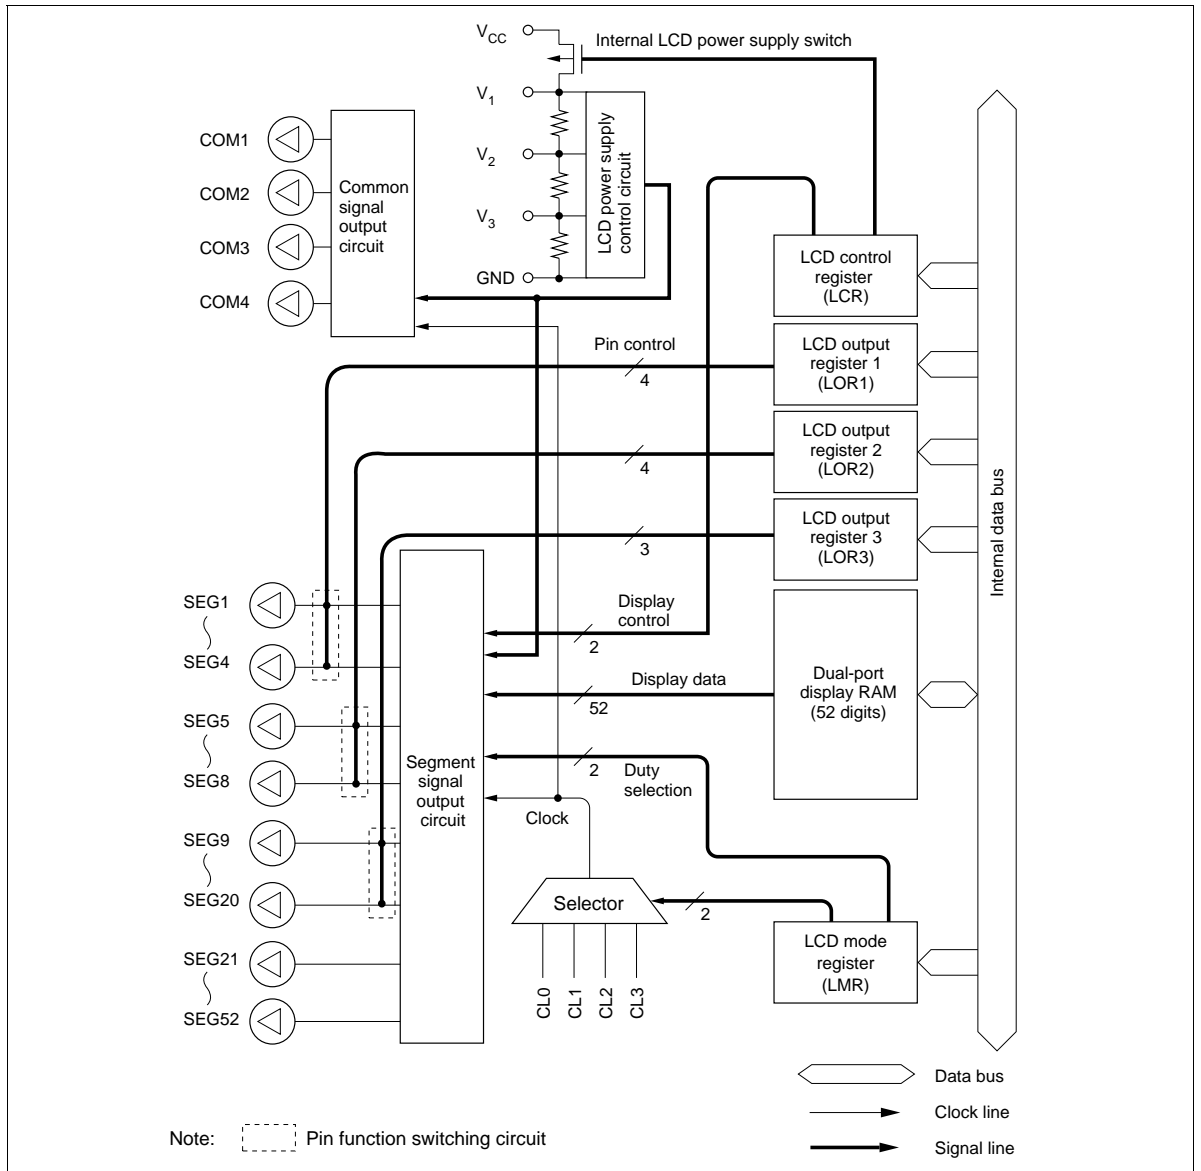 VCC
Internal LCD power supply switch
V1
V2
V3
GND
LCD power supply
control circuit
COM1
COM2
COM3
COM4
Common
signal
output
circuit
LCD control
register
(LCR)
Pin control
4
LCD output
register 1
(LOR1)
4
LCD output
register 2
(LOR2)
3
LCD output
register 3
(LOR3)
Internal data bus
SEG1
SEG4
SEG5
SEG8
SEG9
SEG20
SEG21
SEG52
Segment
signal
output
circuit
Display
control
2
Display data
52
Dual-port
display RAM
(52 digits)
2
Duty
selection
Clock
Selector
2
CL0
CL1
CL2
CL3
LCD mode
register
(LMR)
Data bus
Clock line
Signal line
Note:
Pin function switching circuit